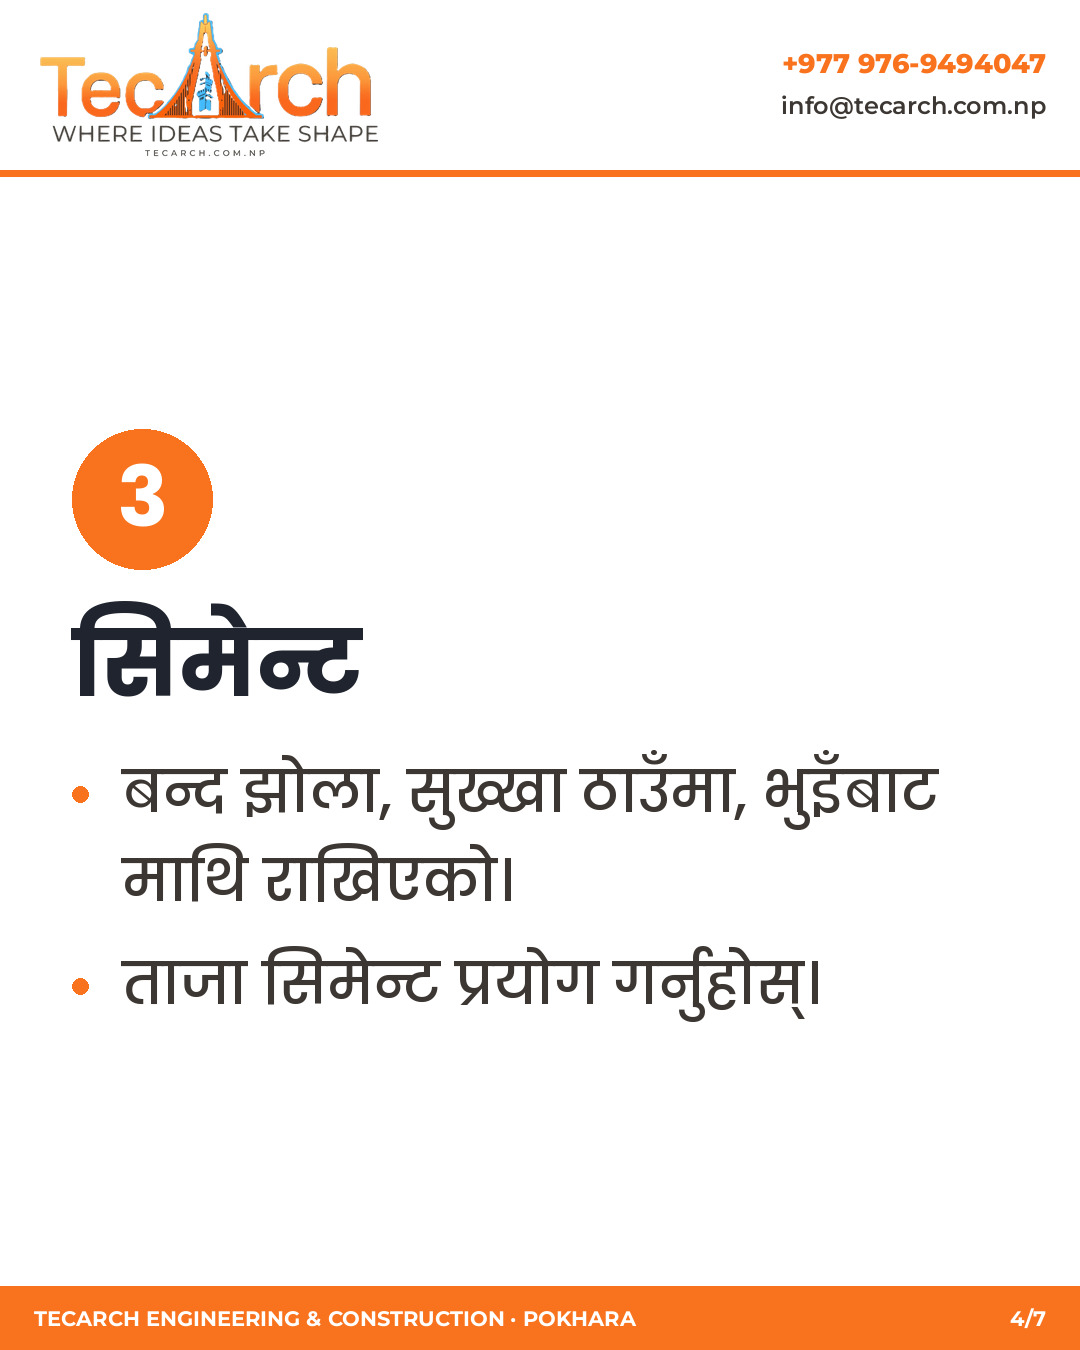 TecArch
WHERE IDEAS TAKE SHAPE
TECARCH.COM.NP
+977 976-9494047
info@tecarch.com.np
3
सिमेन्ट
• बन्द झोला, सुख्खा ठाउँमा, भुइँबाट
माथि राखिएको।
• ताजा सिमेन्ट प्रयोग गर्नुहोस्।
TECARCH ENGINEERING & CONSTRUCTION · POKHARA
4/7